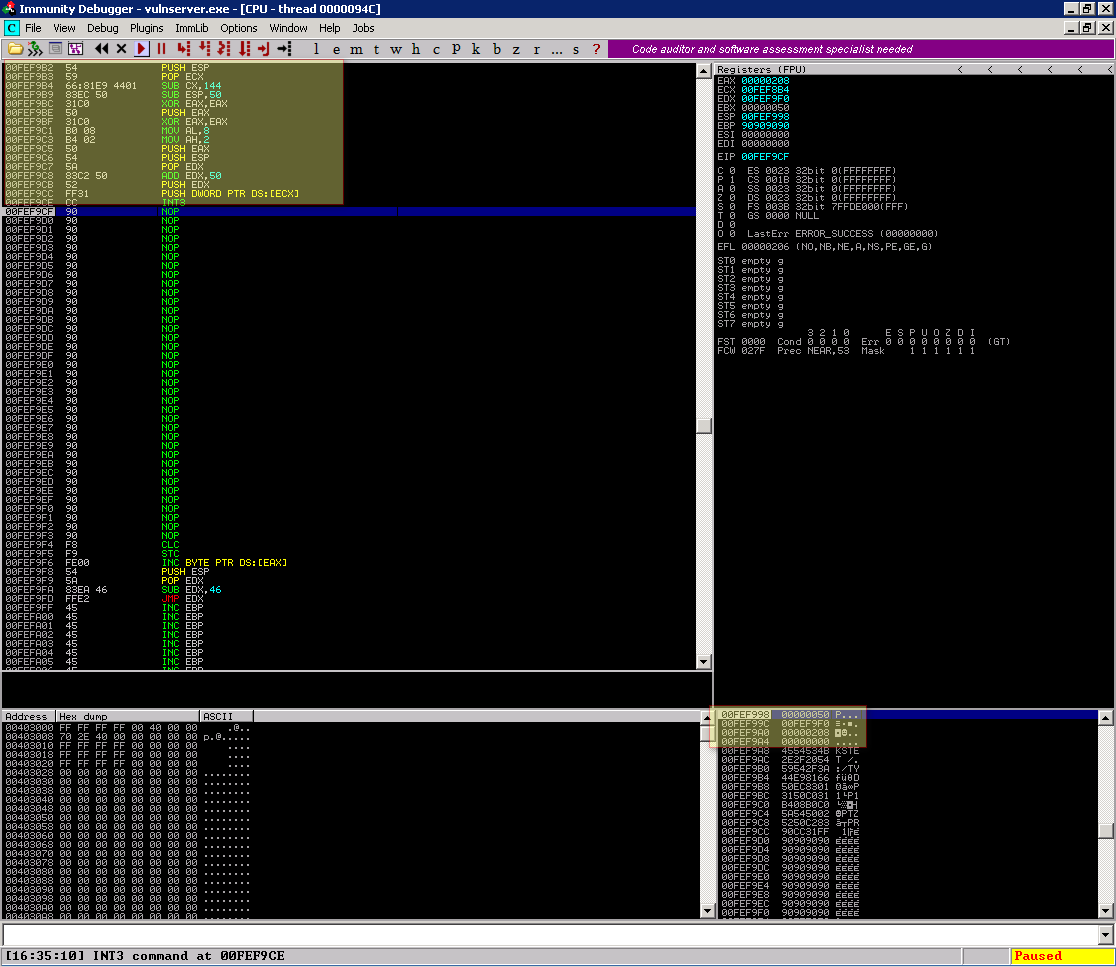 Immunity Debugger - vulnserver.exe - [CPU - thread 0000094C]
File View Debug Plugins ImmLib Options Window Help Jobs
l e m t w h c P k b z r ... s ?
Code auditor and software assessment specialist needed
00FEF9B2 54 PUSH ESP
00FEF9B3 59 POP ECX
00FEF9B4 66:81E9 4401 SUB CX,144
00FEF9B9 83EC 50 SUB ESP,50
00FEF9BC 31C0 XOR EAX,EAX
00FEF9BE 50 PUSH EAX
00FEF9BF 31C0 XOR EAX,EAX
00FEF9C1 B0 08 MOV AL,8
00FEF9C3 B4 02 MOV AH,2
00FEF9C5 50 PUSH EAX
00FEF9C6 54 PUSH ESP
00FEF9C7 5A POP EDX
00FEF9C8 83C2 50 ADD EDX,50
00FEF9CB 52 PUSH EDX
00FEF9CC FF31 PUSH DWORD PTR DS:[ECX]
00FEF9CE CC INT3
00FEF9CF 90 NOP
00FEF9D0 90 NOP
00FEF9D1 90 NOP
00FEF9D2 90 NOP
00FEF9D3 90 NOP
00FEF9D4 90 NOP
00FEF9D5 90 NOP
00FEF9D6 90 NOP
00FEF9D7 90 NOP
00FEF9D8 90 NOP
00FEF9D9 90 NOP
00FEF9DA 90 NOP
00FEF9DB 90 NOP
00FEF9DC 90 NOP
00FEF9DD 90 NOP
00FEF9DE 90 NOP
00FEF9DF 90 NOP
00FEF9E0 90 NOP
00FEF9E1 90 NOP
00FEF9E2 90 NOP
00FEF9E3 90 NOP
00FEF9E4 90 NOP
00FEF9E5 90 NOP
00FEF9E6 90 NOP
00FEF9E7 90 NOP
00FEF9E8 90 NOP
00FEF9E9 90 NOP
00FEF9EA 90 NOP
00FEF9EB 90 NOP
00FEF9EC 90 NOP
00FEF9ED 90 NOP
00FEF9EE 90 NOP
00FEF9EF 90 NOP
00FEF9F0 90 NOP
00FEF9F1 90 NOP
00FEF9F2 90 NOP
00FEF9F3 90 NOP
00FEF9F4 F8 CLC
00FEF9F5 F9 STC
00FEF9F6 FE00 INC BYTE PTR DS:[EAX]
00FEF9F8 54 PUSH ESP
00FEF9F9 5A POP EDX
00FEF9FA 83EA 46 SUB EDX,46
00FEF9FD FFE2 JMP EDX
00FEF9FF 45 INC EBP
00FEFA00 45 INC EBP
00FEFA01 45 INC EBP
00FEFA02 45 INC EBP
00FEFA03 45 INC EBP
00FEFA04 45 INC EBP
00FEFA05 45 INC EBP
Registers (FPU) < < < < < <
EAX 00000208
ECX 00FEF8B4
EDX 00FEF9F0
EBX 00000050
ESP 00FEF998
EBP 90909090
ESI 00000000
EDI 00000000
EIP 00FEF9CF
C 0 ES 0023 32bit 0(FFFFFFFF)
P 1 CS 001B 32bit 0(FFFFFFFF)
A 0 SS 0023 32bit 0(FFFFFFFF)
Z 0 DS 0023 32bit 0(FFFFFFFF)
S 0 FS 003B 32bit 7FFDE000(FFF)
T 0 GS 0000 NULL
D 0
O 0 LastErr ERROR_SUCCESS (00000000)
EFL 00000206 (NO,NB,NE,A,NS,PE,GE,G)
ST0 empty g
ST1 empty g
ST2 empty g
ST3 empty g
ST4 empty g
ST5 empty g
ST6 empty g
ST7 empty g
3 2 1 0 E S P U O Z D I
FST 0000 Cond 0 0 0 0 Err 0 0 0 0 0 0 0 0 (GT)
FCW 027F Prec NEAR,53 Mask 1 1 1 1 1 1
Address Hex dump ASCII
00403000 FF FF FF FF 00 40 00 00 .@..
00403008 70 2E 40 00 00 00 00 00 p.@.....
00403010 FF FF FF FF 00 00 00 00 ....
00403018 FF FF FF FF 00 00 00 00 ....
00403020 FF FF FF FF 00 00 00 00 ....
00403028 00 00 00 00 00 00 00 00 ........
00403030 00 00 00 00 00 00 00 00 ........
00403038 00 00 00 00 00 00 00 00 ........
00403040 00 00 00 00 00 00 00 00 ........
00403048 00 00 00 00 00 00 00 00 ........
00403050 00 00 00 00 00 00 00 00 ........
00403058 00 00 00 00 00 00 00 00 ........
00403060 00 00 00 00 00 00 00 00 ........
00403068 00 00 00 00 00 00 00 00 ........
00403070 00 00 00 00 00 00 00 00 ........
00403078 00 00 00 00 00 00 00 00 ........
00403080 00 00 00 00 00 00 00 00 ........
00403088 00 00 00 00 00 00 00 00 ........
00403090 00 00 00 00 00 00 00 00 ........
00403098 00 00 00 00 00 00 00 00 ........
004030A0 00 00 00 00 00 00 00 00 ........
004030A8 00 00 00 00 00 00 00 00 ........
00FEF998 00000050 P...
00FEF99C 00FEF9F0
00FEF9A0 00000208
00FEF9A4 00000000 ....
00FEF9A8 4554534B KSTE
00FEF9AC 2E2F2054 T /.
00FEF9B0 59542F3A :/TY
00FEF9B4 44E98166 füΘD
00FEF9B8 50EC8301
00FEF9BC 3150C031 1└P1
00FEF9C0 B408B0C0
00FEF9C4 5A545002
00FEF9C8 5250C283 â┬PR
00FEF9CC 90CC31FF
00FEF9D0 90909090 ÉÉÉÉ
00FEF9D4 90909090 ÉÉÉÉ
00FEF9D8 90909090 ÉÉÉÉ
00FEF9DC 90909090 ÉÉÉÉ
00FEF9E0 90909090 ÉÉÉÉ
00FEF9E4 90909090 ÉÉÉÉ
00FEF9E8 90909090 ÉÉÉÉ
00FEF9EC 90909090 ÉÉÉÉ
00FEF9F0 90909090 ÉÉÉÉ
[16:35:10] INT3 command at 00FEF9CE
Paused